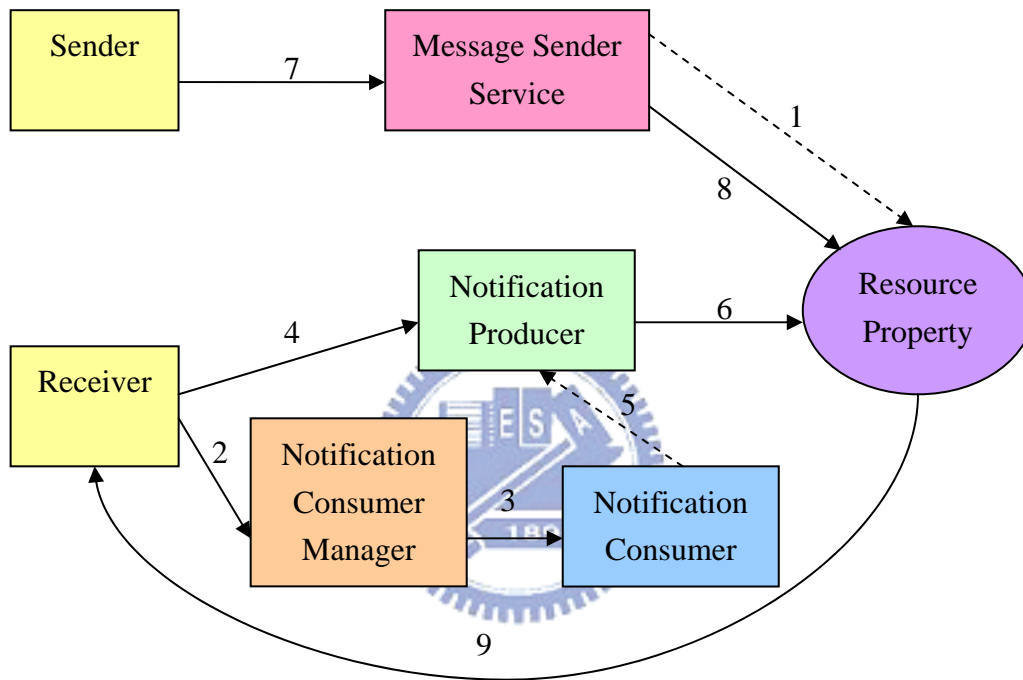 Sender
7
Message Sender
Service
1
8
Notification
Producer
6
Resource
Property
4
Receiver
2
Notification
Consumer
Manager
3
5
Notification
Consumer
E S A
189
9